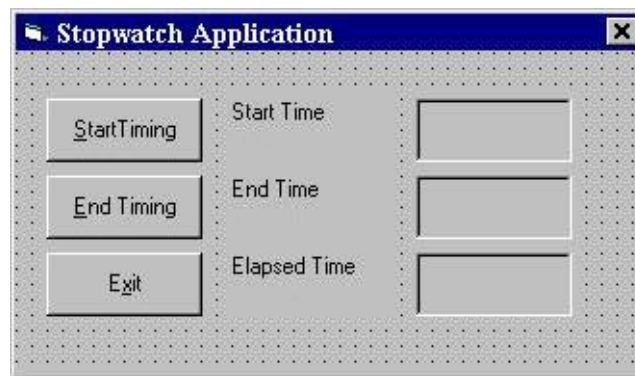 Stopwatch Application
StartTiming
Start Time
End Timing
End Time
Exit
Elapsed Time